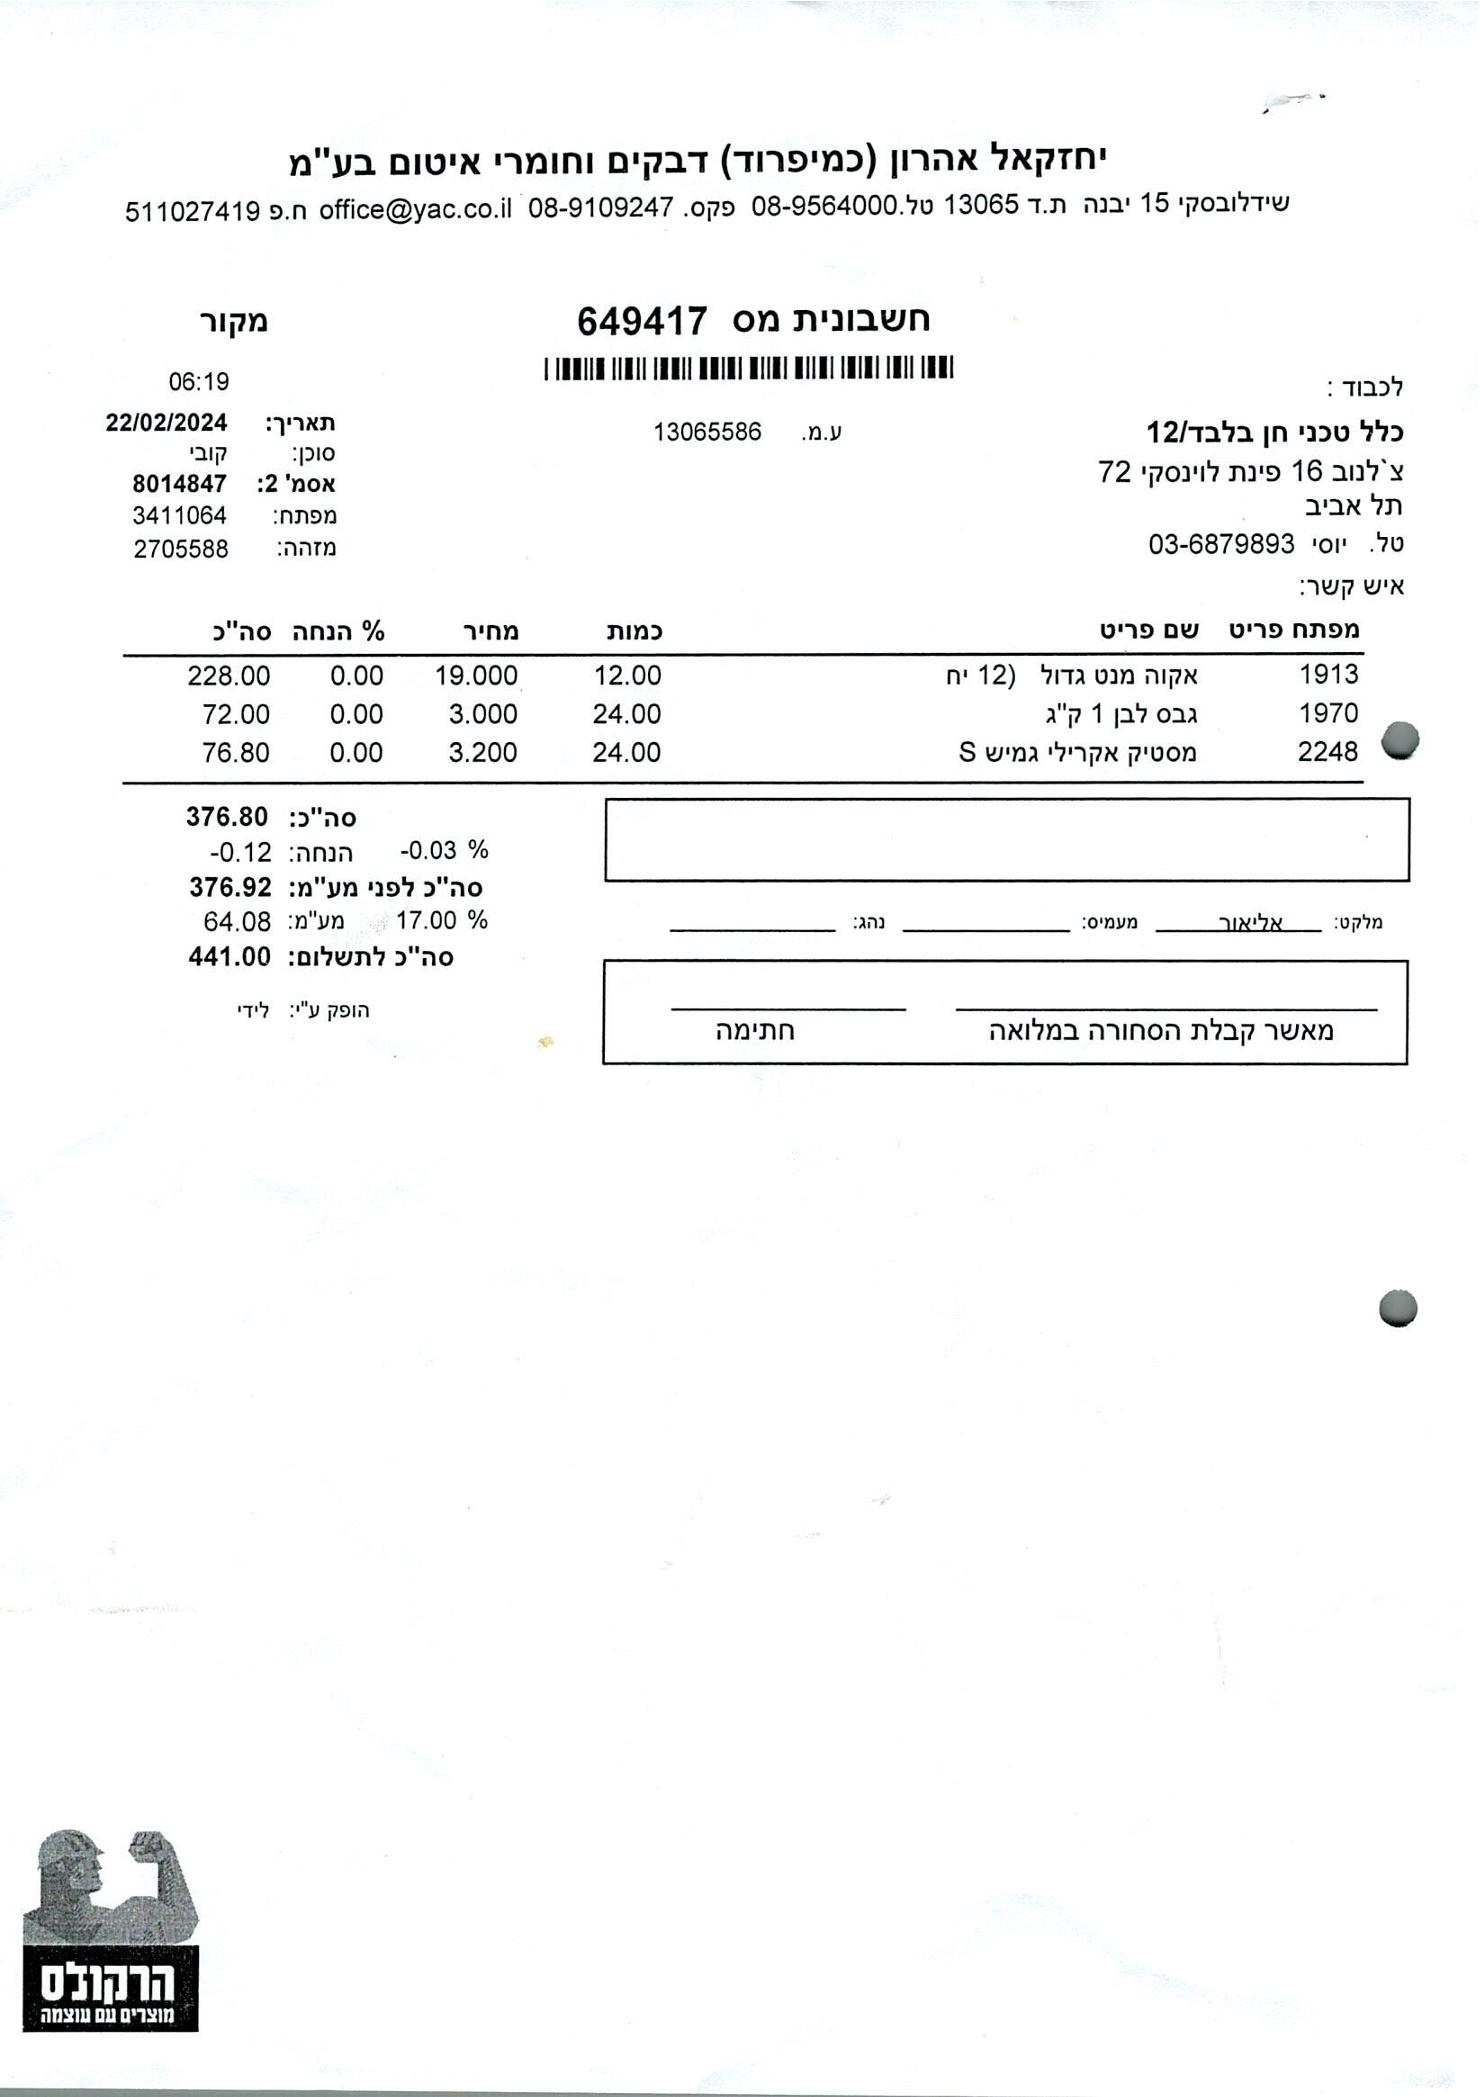 יחזקאל אהרון (כמיפרוד) דבקים וחומרי איטום בע"מ
שידלובסקי 15 יבנה ת.ד 13065 טל.08-9564000 פקס. 08-9109247 office@yac.co.il ח.פ 511027419
חשבונית מס 649417
מקור
06:19
לכבוד :
תאריך: 22/02/2024
ע.מ. 13065586
כלל טכני חן בלבד/12
סוכן: קובי
צ`לנוב 16 פינת לוינסקי 72
אסמ' 2: 8014847
תל אביב
מפתח: 3411064
טל. יוסי 03-6879893
מזהה: 2705588
איש קשר:
מפתח פריט שם פריט כמות מחיר % הנחה סה"כ
1913 אקוה מנט גדול (12 יח 12.00 19.000 0.00 228.00
1970 גבס לבן 1 ק"ג 24.00 3.000 0.00 72.00
2248 מסטיק אקרילי גמיש S 24.00 3.200 0.00 76.80
סה"כ: 376.80
% -0.03 הנחה: -0.12
סה"כ לפני מע"מ: 376.92
% 17.00 מע"מ: 64.08
סה"כ לתשלום: 441.00
הופק ע"י: לידי
מלקט: אליאור מעמיס: נהג:
מאשר קבלת הסחורה במלואה חתימה
הרקולס
מוצרים עם עוצמה